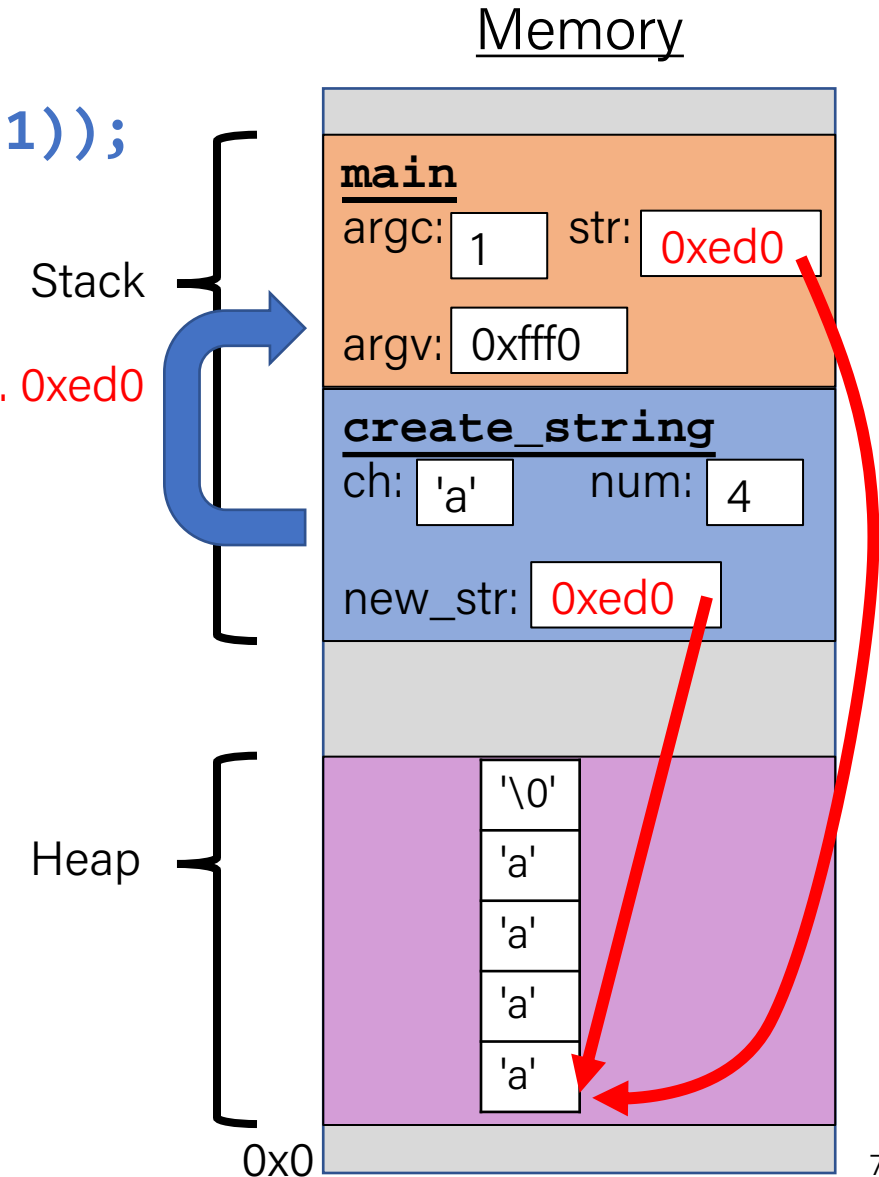 Memory
1));
main
argc: 1 str: 0xed0
Stack
argv: 0xfff0
. 0xed0
create_string
ch: 'a' num: 4
new_str: 0xed0
'\0'
Heap
'a'
'a'
'a'
'a'
0x0
7